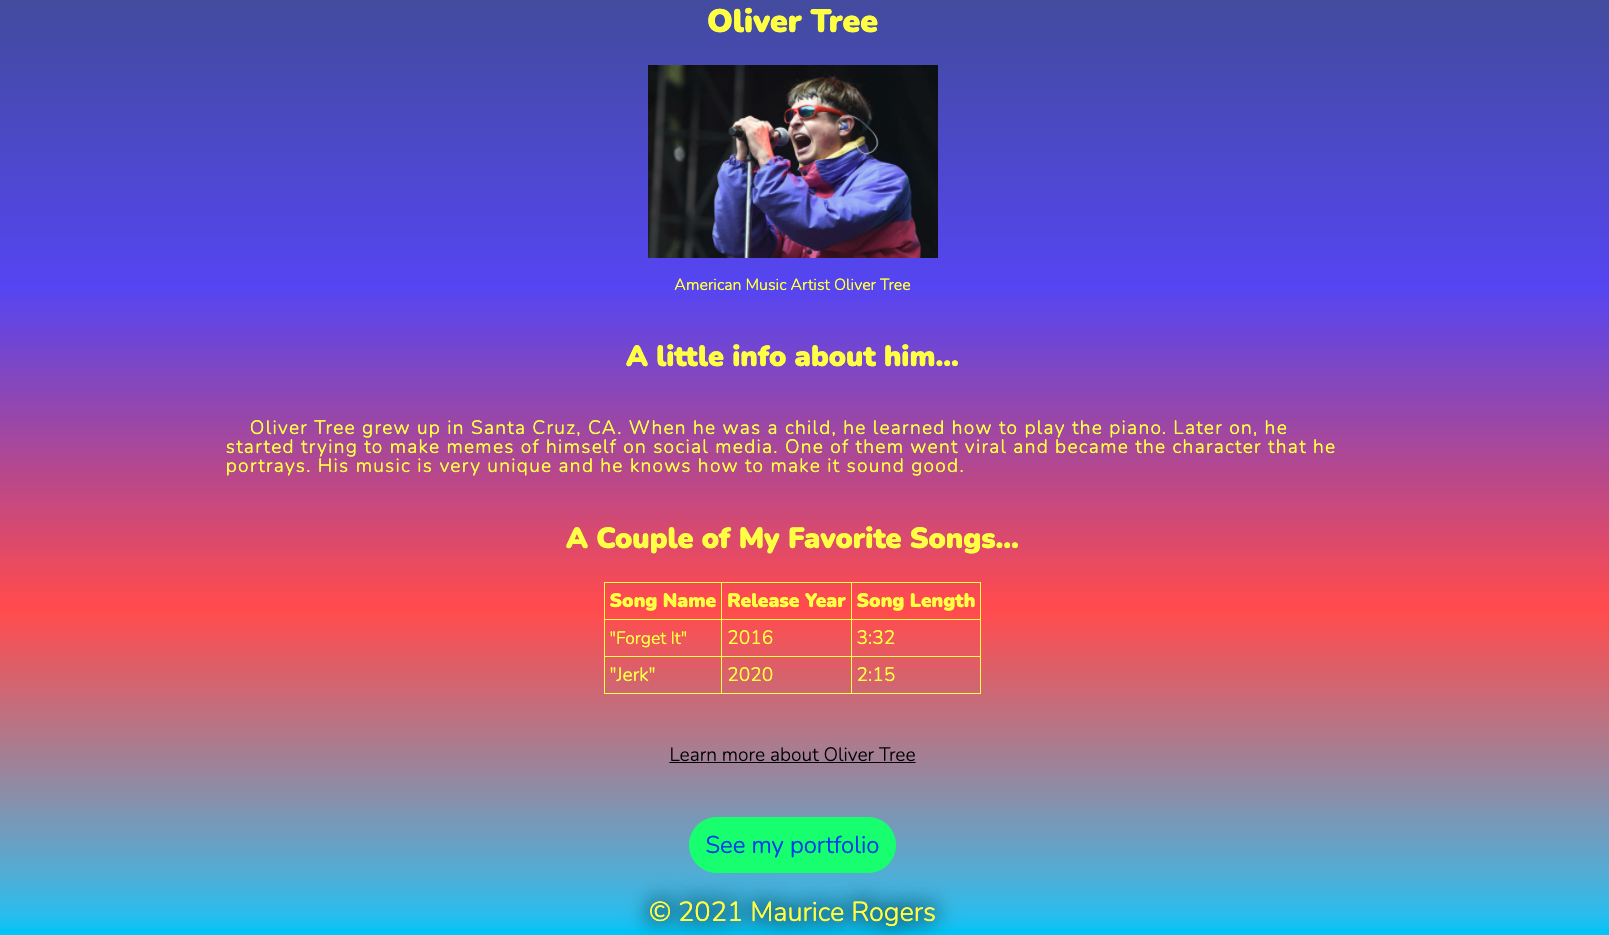 Oliver Tree
American Music Artist Oliver Tree
A little info about him...
Oliver Tree grew up in Santa Cruz, CA. When he was a child, he learned how to play the piano. Later on, he
started trying to make memes of himself on social media. One of them went viral and became the character that he
portrays. His music is very unique and he knows how to make it sound good.
A Couple of My Favorite Songs...
Song Name Release Year Song Length
"Forget It" 2016 3:32
"Jerk" 2020 2:15
Learn more about Oliver Tree
See my portfolio
© 2021 Maurice Rogers